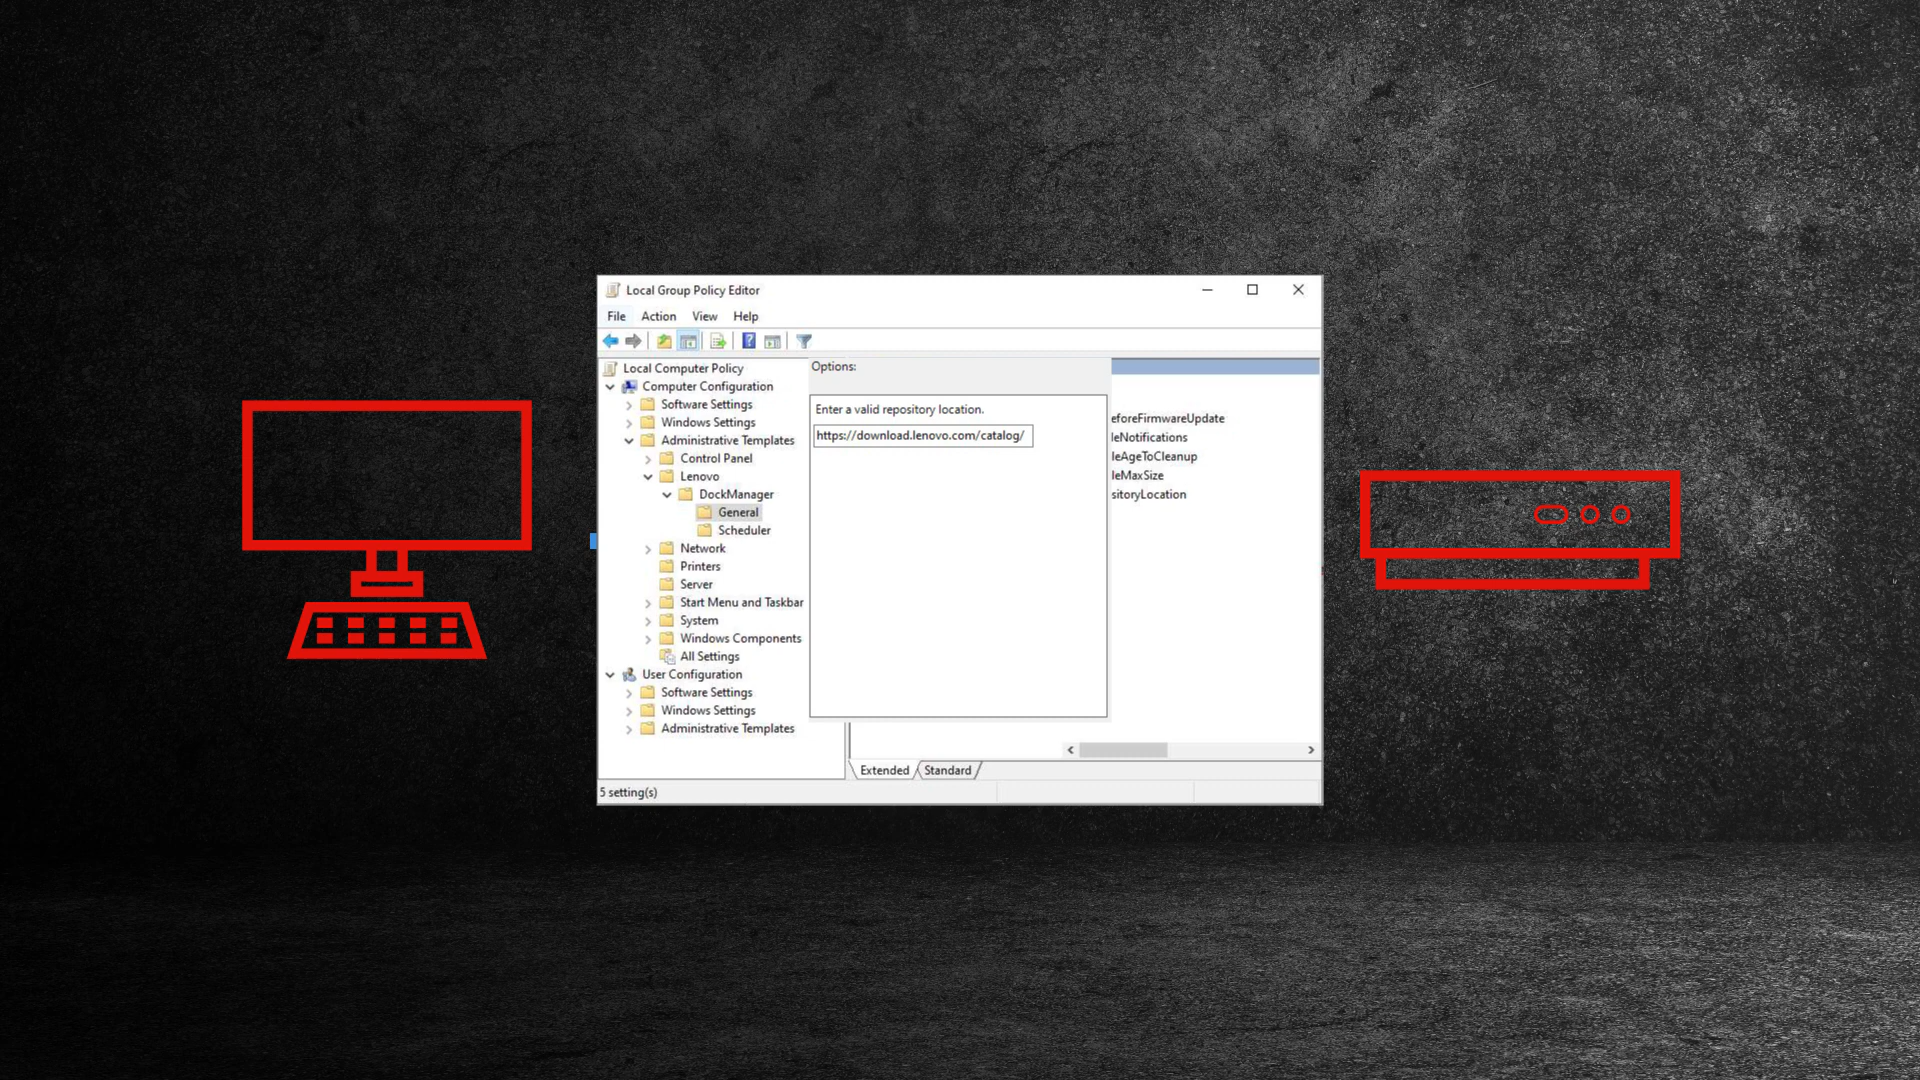 Local Group Policy Editor
File Action View Help
Local Computer Policy
Computer Configuration
Software Settings
Windows Settings
Administrative Templates
Control Panel
Lenovo
DockManager
General
Scheduler
Network
Printers
Server
Start Menu and Taskbar
System
Windows Components
All Settings
User Configuration
Software Settings
Windows Settings
Administrative Templates
Options:
Enter a valid repository location.
https://download.lenovo.com/catalog/
eforeFirmwareUpdate
leNotifications
leAgeToCleanup
leMaxSize
sitoryLocation
Extended Standard
5 setting(s)